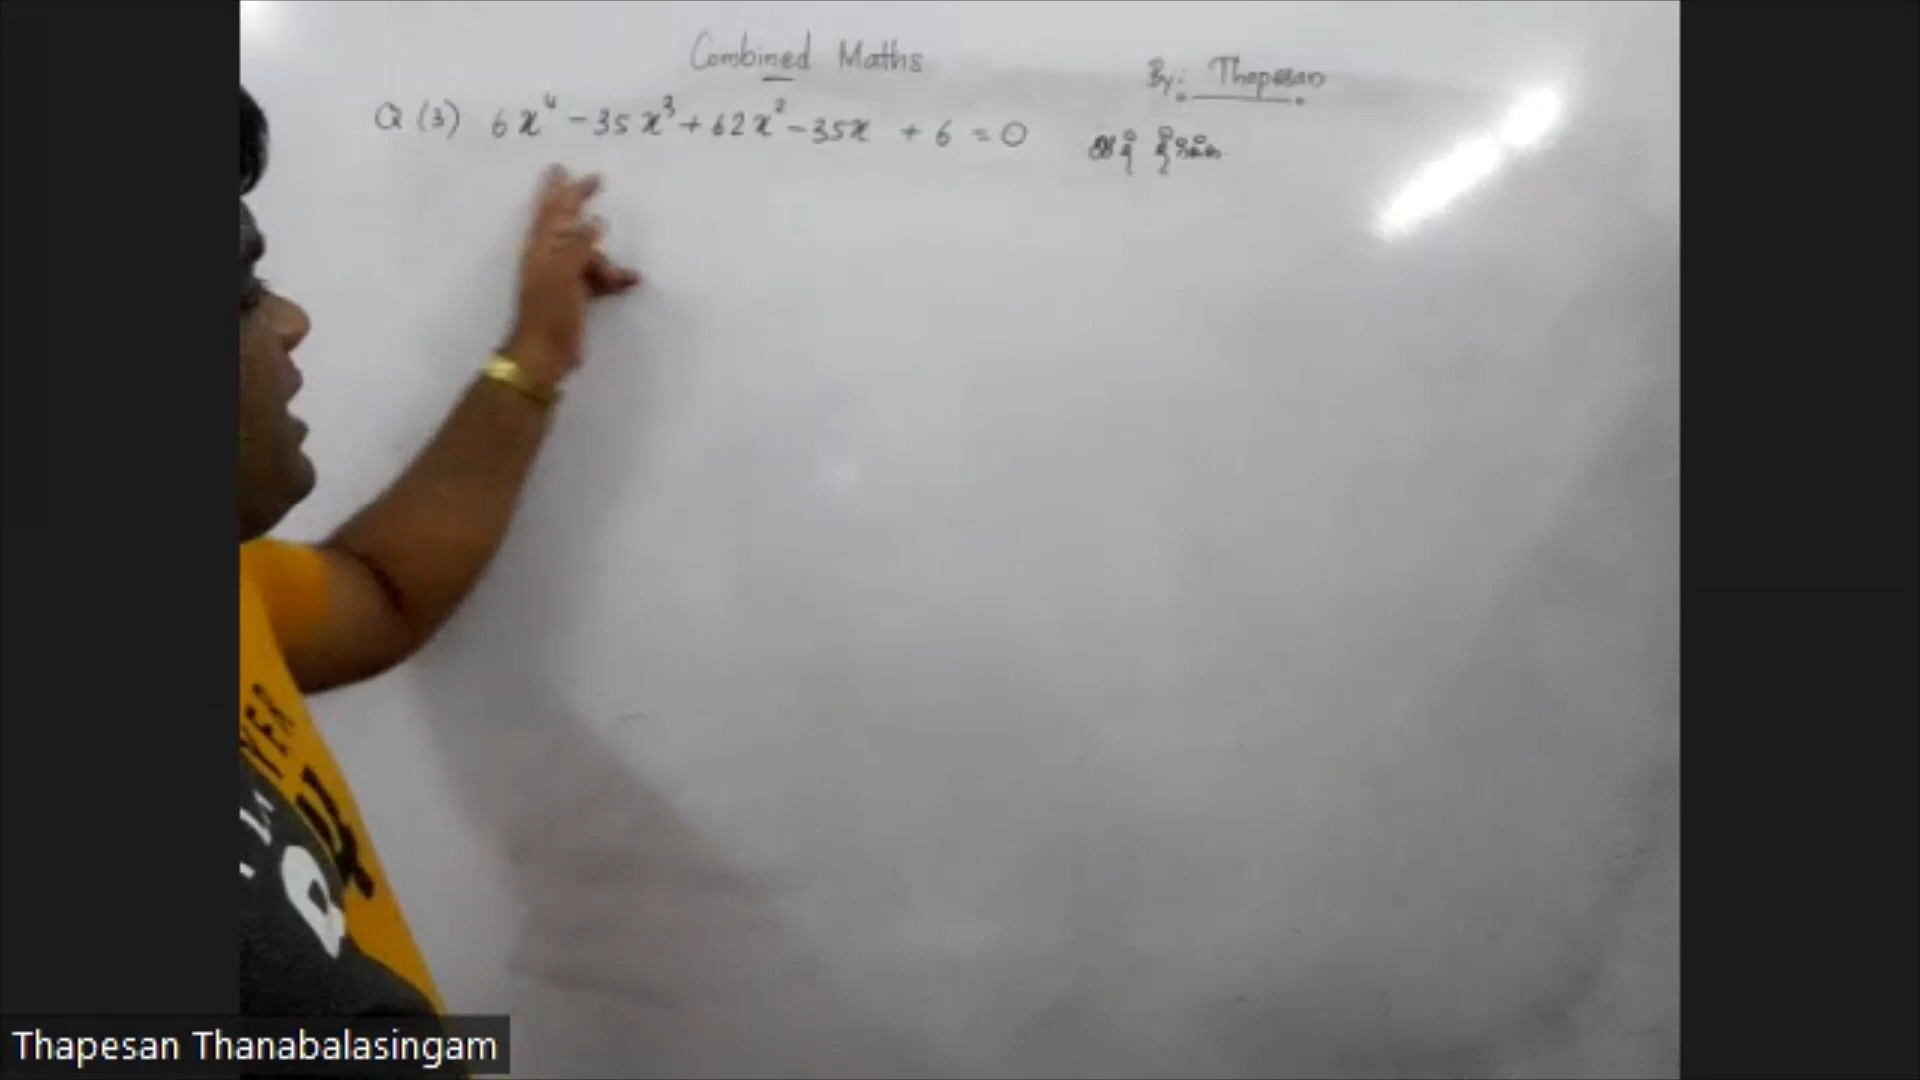 Combined Maths
By: Thapesan
Q (3) 6x⁴ - 35x³ + 62x² - 35x + 6 = 0
Thapesan Thanabalasingam